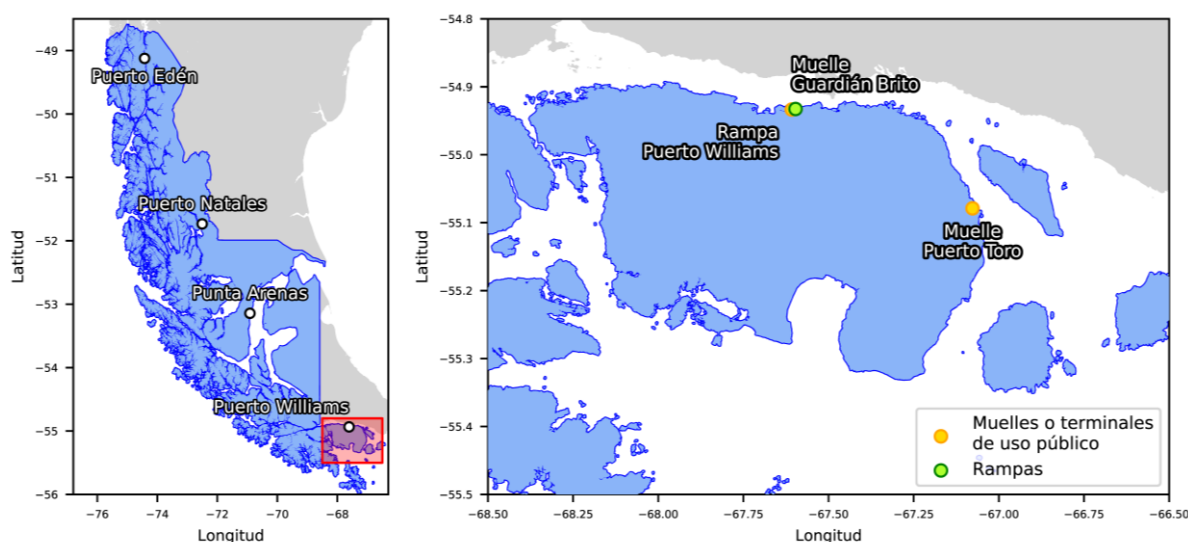 −49
−50
−51
−52
−53
−54
−55
−56
Latitud
−76
−74
−72
−70
−68
Longitud
Puerto Edén
Puerto Natales
Punta Arenas
Puerto Williams
−54.8
−54.9
−55.0
−55.1
−55.2
−55.3
−55.4
−55.5
Latitud
−68.50
−68.25
−68.00
−67.75
−67.50
−67.25
−67.00
−66.75
−66.50
Longitud
Muelle
Guardián Brito
Rampa
Puerto Williams
Muelle
Puerto Toro
Muelles o terminales
de uso público
Rampas